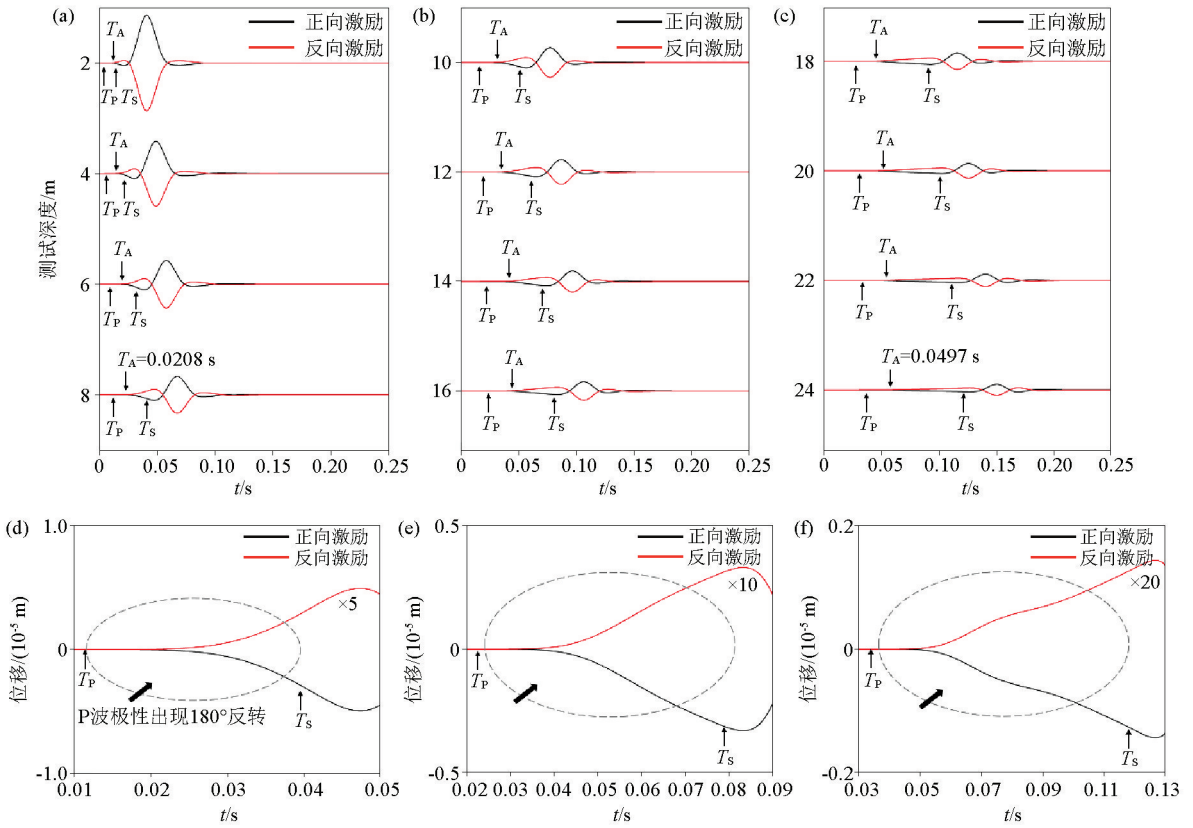 (a)
正向激励
反向激励
T_A
2
T_P
T_S
T_A
4
T_P
T_S
T_A
6
T_P
T_S
T_A=0.0208 s
8
T_P
T_S
测试深度/m
0 0.05 0.10 0.15 0.20 0.25
t/s
(b)
正向激励
反向激励
T_A
10
T_P
T_S
T_A
12
T_P
T_S
T_A
14
T_P
T_S
T_A
16
T_P
T_S
0 0.05 0.10 0.15 0.20 0.25
t/s
(c)
正向激励
反向激励
T_A
18
T_P
T_S
T_A
20
T_P
T_S
T_A
22
T_P
T_S
T_A=0.0497 s
24
T_P
T_S
0 0.05 0.10 0.15 0.20 0.25
t/s
(d)
正向激励
反向激励
1.0
0
-1.0
位移/(10^-5 m)
×5
T_P
T_S
P波极性出现180°反转
0.01 0.02 0.03 0.04 0.05
t/s
(e)
正向激励
反向激励
0.5
0
-0.5
位移/(10^-5 m)
×10
T_P
T_S
0.02 0.03 0.04 0.05 0.06 0.07 0.08 0.09
t/s
(f)
正向激励
反向激励
0.2
0
-0.2
位移/(10^-5 m)
×20
T_P
T_S
0.03 0.05 0.07 0.09 0.11 0.13
t/s